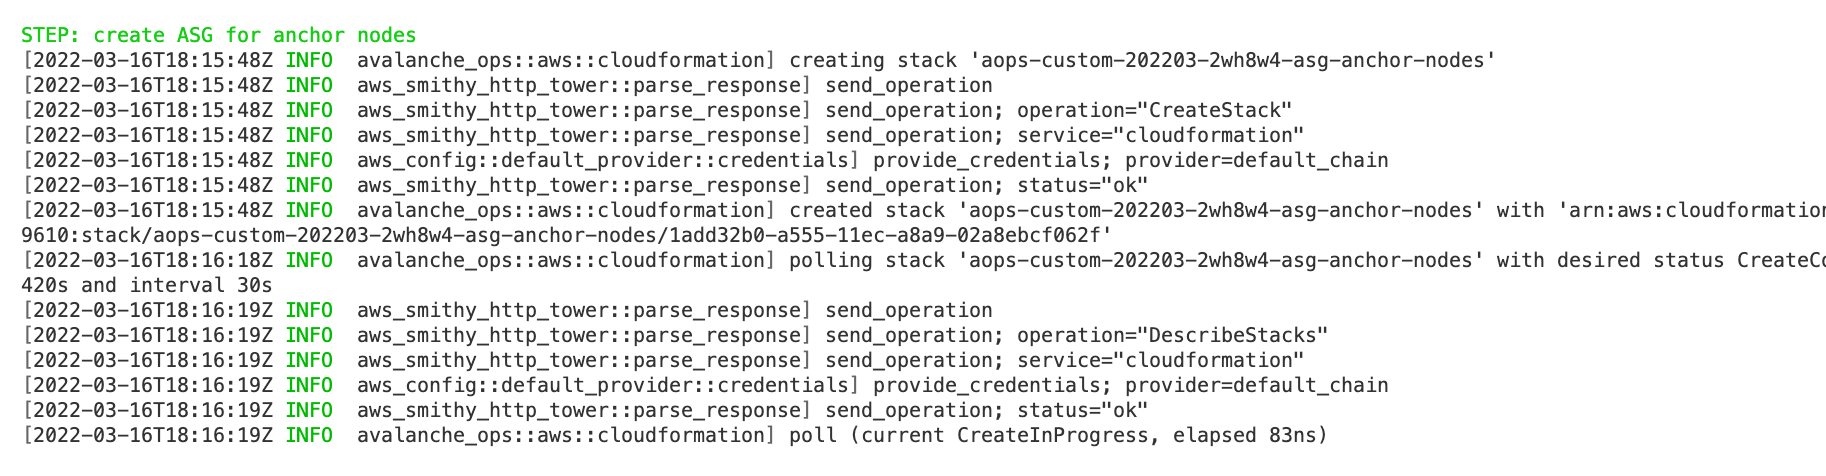 STEP: create ASG for anchor nodes
[2022-03-16T18:15:48Z INFO  avalanche_ops::aws::cloudformation] creating stack 'aops-custom-202203-2wh8w4-asg-anchor-nodes'
[2022-03-16T18:15:48Z INFO  aws_smithy_http_tower::parse_response] send_operation
[2022-03-16T18:15:48Z INFO  aws_smithy_http_tower::parse_response] send_operation; operation="CreateStack"
[2022-03-16T18:15:48Z INFO  aws_smithy_http_tower::parse_response] send_operation; service="cloudformation"
[2022-03-16T18:15:48Z INFO  aws_config::default_provider::credentials] provide_credentials; provider=default_chain
[2022-03-16T18:15:48Z INFO  aws_smithy_http_tower::parse_response] send_operation; status="ok"
[2022-03-16T18:15:48Z INFO  avalanche_ops::aws::cloudformation] created stack 'aops-custom-202203-2wh8w4-asg-anchor-nodes' with 'arn:aws:cloudformation
9610:stack/aops-custom-202203-2wh8w4-asg-anchor-nodes/1add32b0-a555-11ec-a8a9-02a8ebcf062f'
[2022-03-16T18:16:18Z INFO  avalanche_ops::aws::cloudformation] polling stack 'aops-custom-202203-2wh8w4-asg-anchor-nodes' with desired status
420s and interval 30s
[2022-03-16T18:16:19Z INFO  aws_smithy_http_tower::parse_response] send_operation
[2022-03-16T18:16:19Z INFO  aws_smithy_http_tower::parse_response] send_operation; operation="DescribeStacks"
[2022-03-16T18:16:19Z INFO  aws_smithy_http_tower::parse_response] send_operation; service="cloudformation"
[2022-03-16T18:16:19Z INFO  aws_config::default_provider::credentials] provide_credentials; provider=default_chain
[2022-03-16T18:16:19Z INFO  aws_smithy_http_tower::parse_response] send_operation; status="ok"
[2022-03-16T18:16:19Z INFO  avalanche_ops::aws::cloudformation] poll (current CreateInProgress, elapsed 83ns)